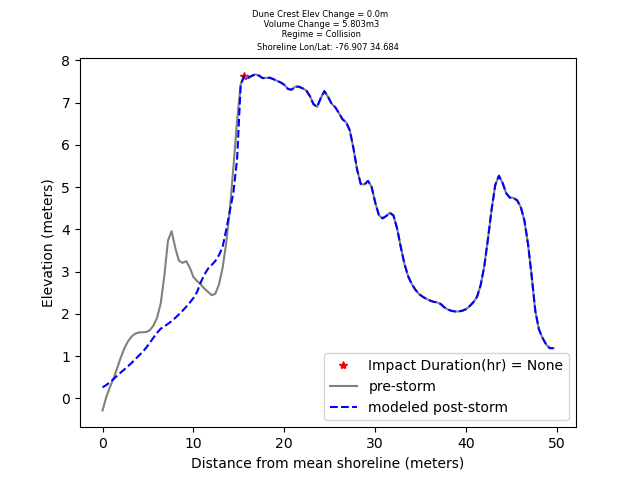 Dune Crest Elev Change = 0.0m
Volume Change = 5.803m3
Regime = Collision
Shoreline Lon/Lat: -76.907 34.684
8
7
6
5
4
3
2
1
0
Elevation (meters)
Impact Duration(hr) = None
pre-storm
modeled post-storm
0 10 20 30 40 50
Distance from mean shoreline (meters)